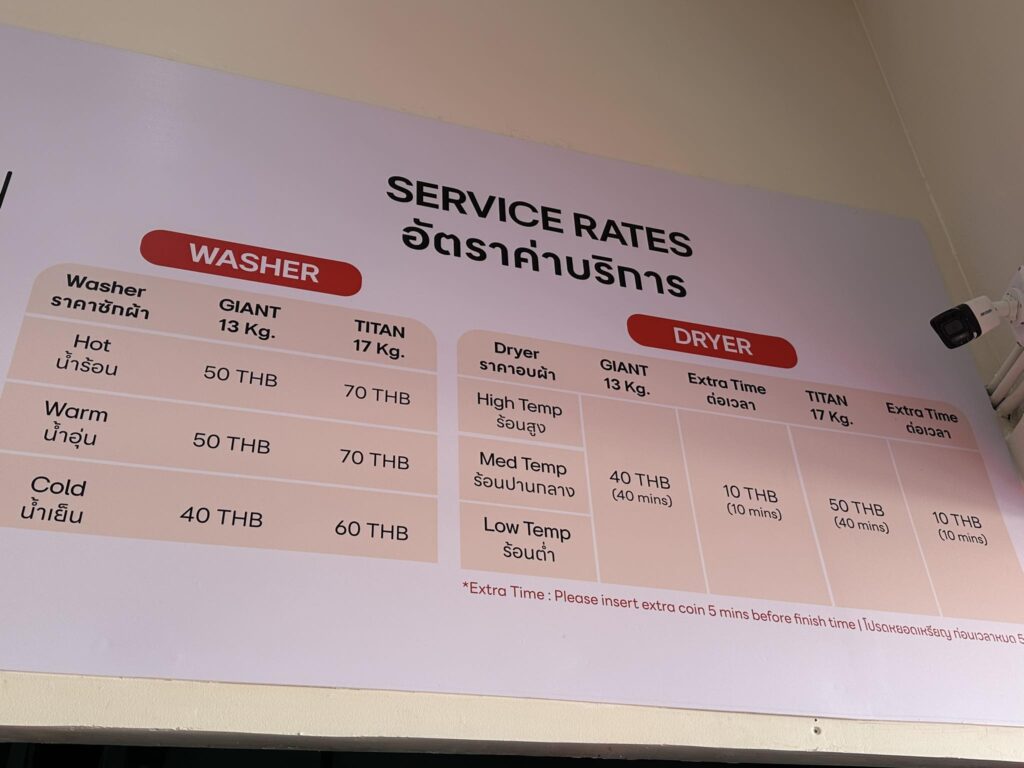 SERVICE RATES
อัตราค่าบริการ
WASHER
Washer
ราคาซักผ้า
GIANT
13 Kg.
TITAN
17 Kg.
Hot
น้ำร้อน
50 THB
70 THB
Warm
น้ำอุ่น
50 THB
70 THB
Cold
น้ำเย็น
40 THB
60 THB
DRYER
Dryer
ราคาอบผ้า
GIANT
13 Kg.
Extra Time
ต่อเวลา
TITAN
17 Kg.
Extra Time
ต่อเวลา
High Temp
ร้อนสูง
Med Temp
ร้อนปานกลาง
Low Temp
ร้อนต่ำ
40 THB
(40 mins)
10 THB
(10 mins)
50 THB
(40 mins)
10 THB
(10 mins)
*Extra Time : Please insert extra coin 5 mins before finish time | โปรดหยอดเหรียญ ก่อนเวลาหมด 5